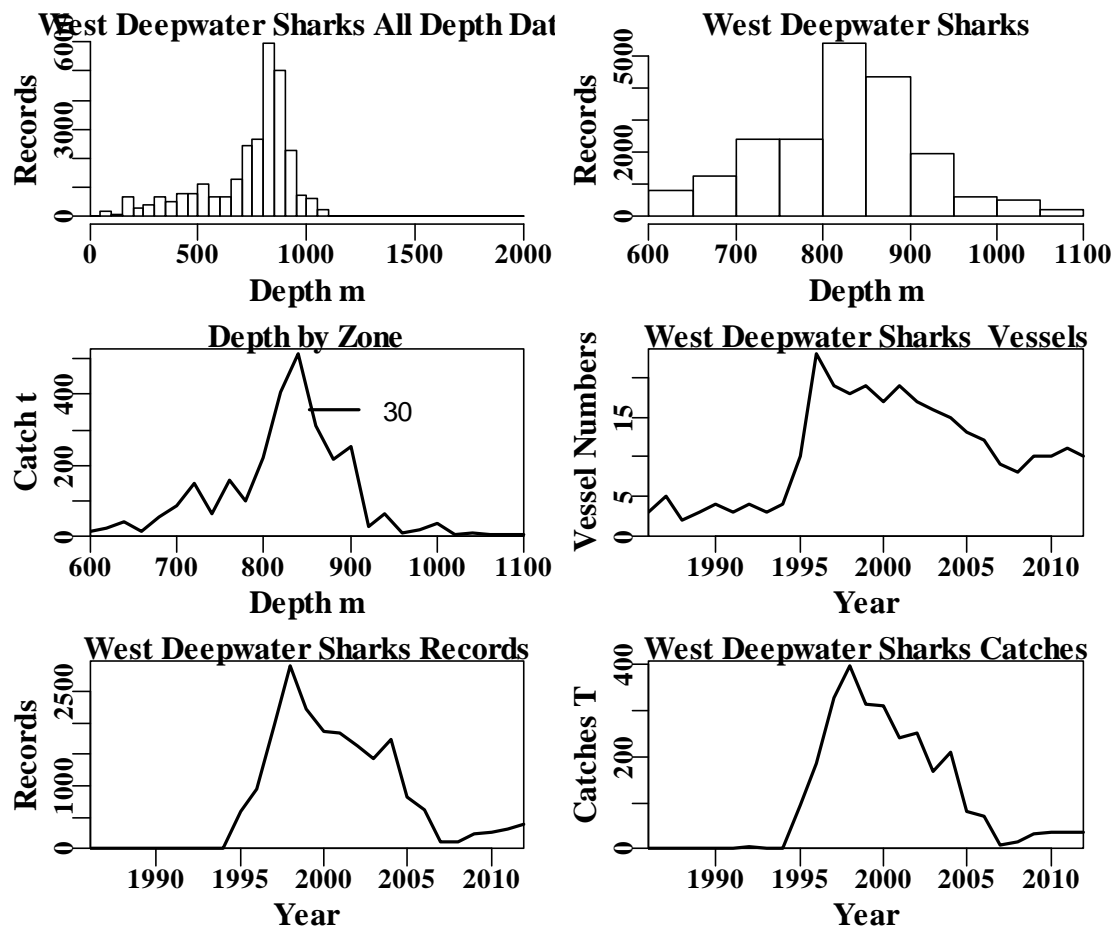 West Deepwater Sharks All Depth Dat
Records
0 3000 6000
0 500 1000 1500 2000
Depth m
West Deepwater Sharks
Records
0 2000 5000
600 700 800 900 1000 1100
Depth m
Depth by Zone
Catch t
0 200 400
30
600 700 800 900 1000 1100
Depth m
West Deepwater Sharks Vessels
Vessel Numbers
0 5 15
1990 1995 2000 2005 2010
Year
West Deepwater Sharks Records
Records
0 1000 2500
1990 1995 2000 2005 2010
Year
West Deepwater Sharks Catches
Catches T
0 200 400
1990 1995 2000 2005 2010
Year